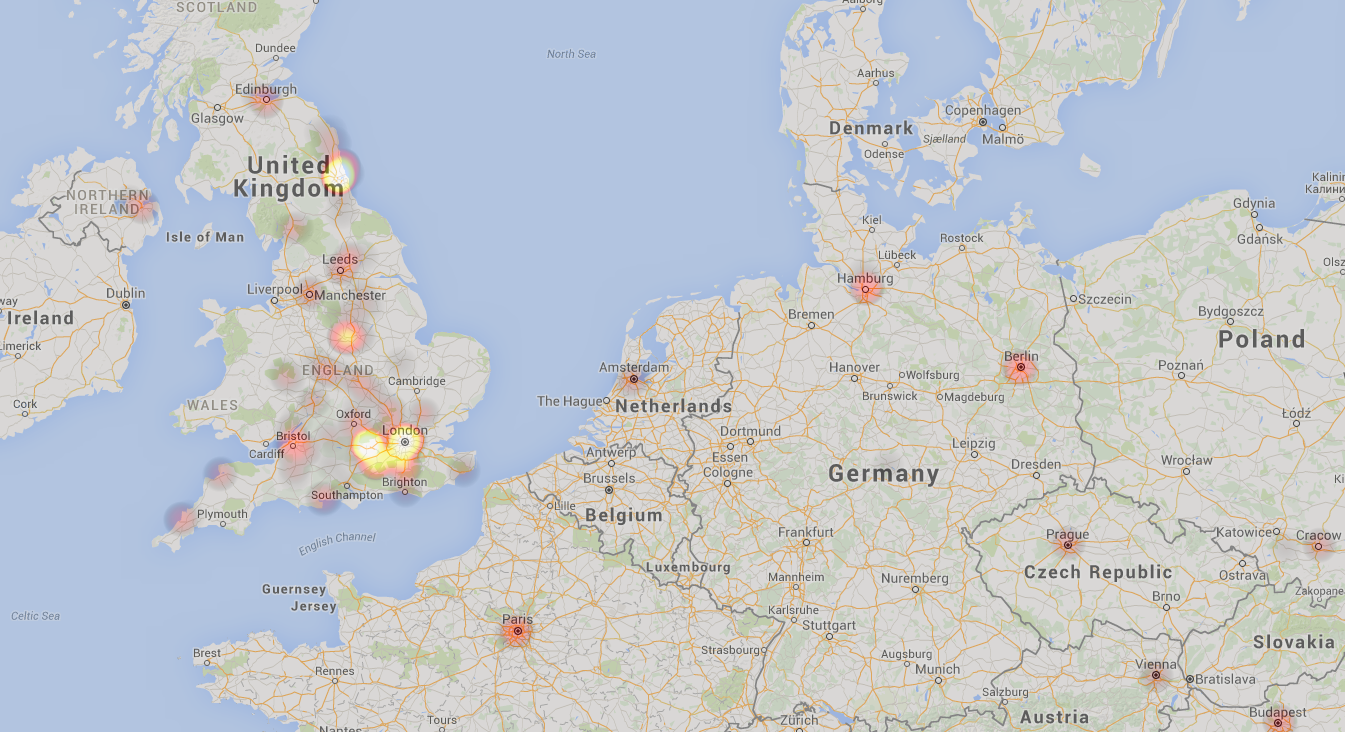 SCOTLAND
Aalborg
Dundee
North Sea
Aarhus
Edinburgh
Glasgow
Copenhagen
Denmark
Sjælland
Malmö
Odense
United
Kingdom
NORTHERN
IRELAND
Isle of Man
Kiel
Gdynia
Gdańsk
Rostock
Leeds
Lübeck
Liverpool
Manchester
Hamburg
Dublin
Szczecin
Ireland
Bremen
Bydgoszcz
Poland
Limerick
Berlin
ENGLAND
Amsterdam
Hanover
Wolfsburg
Poznań
Cambridge
Brunswick
Magdeburg
Cork
WALES
The Hague
Netherlands
Oxford
Łódź
London
Dortmund
Bristol
Leipzig
Cardiff
Antwerp
Essen
Cologne
Germany
Dresden
Wrocław
Brighton
Brussels
Southampton
Lille
Plymouth
Belgium
English Channel
Frankfurt
Prague
Katowice
Cracow
Luxembourg
Czech Republic
Mannheim
Nuremberg
Ostrava
Guernsey
Jersey
Zakopane
Brno
Celtic Sea
Karlsruhe
Paris
Stuttgart
Slovakia
Brest
Strasbourg
Augsburg
Munich
Vienna
Rennes
Bratislava
Salzburg
Budapest
Tours
Zürich
Austria
Nantes